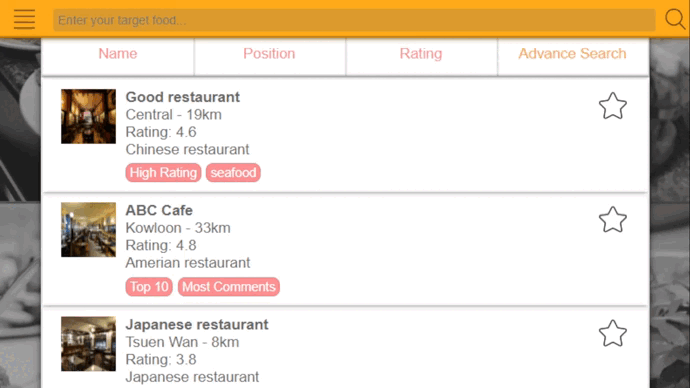 Enter your target food...
Name Position Rating Advance Search
Good restaurant
Central - 19km
Rating: 4.6
Chinese restaurant
High Rating seafood
ABC Cafe
Kowloon - 33km
Rating: 4.8
Amerian restaurant
Top 10 Most Comments
Japanese restaurant
Tsuen Wan - 8km
Rating: 3.8
Japanese restaurant